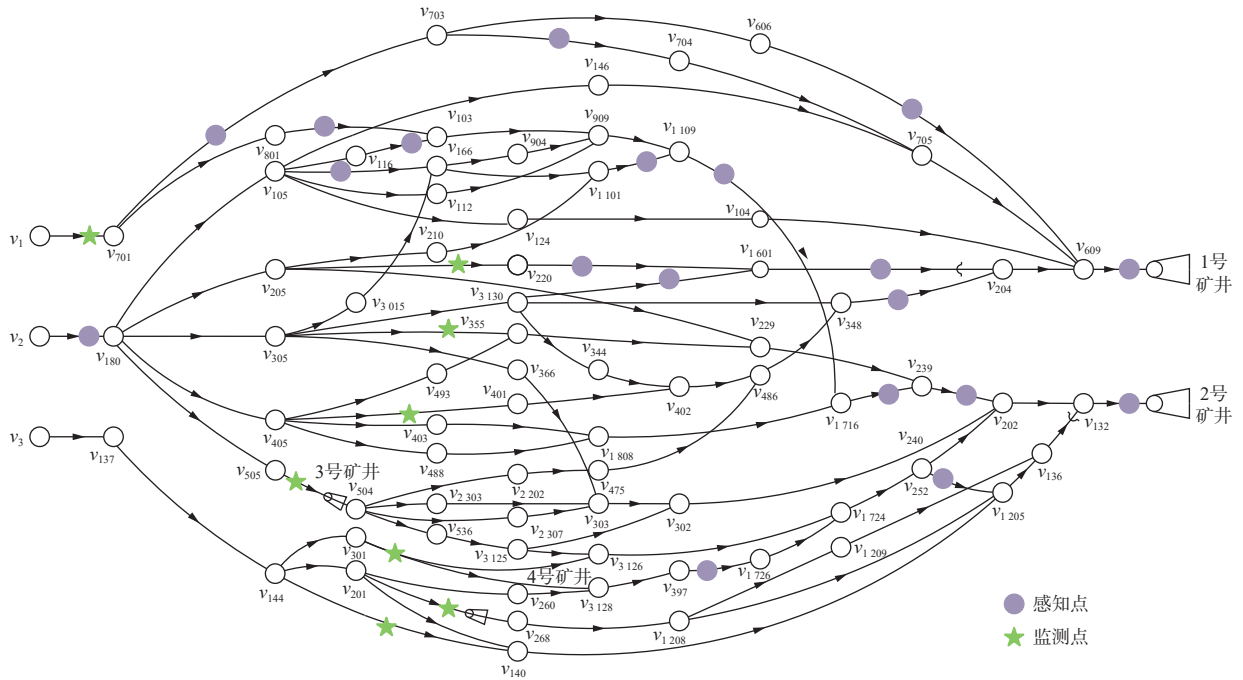 v703
v606
v704
v146
v103
v909
v1 109
v801
v116
v166
v904
v705
v105
v1 101
v112
v1
v701
v210
v124
v104
v609
v205
v220
v1 601
v204
1号
矿井
v3 015
v3 130
v348
v2
v180
v305
v355
v229
v344
v366
v239
v493
v401
v402
v486
v405
v403
v1 716
v202
v132
2号
矿井
v3
v137
v488
v1 808
v240
v505
3号矿井
v504
v475
v252
v136
v2 303
v2 202
v303
v302
v1 205
v536
v2 307
v1 724
v301
v3 125
v3 126
v1 209
v144
v201
4号矿井
v397
v1 726
v260
v3 128
v268
v1 208
v140
感知点
监测点